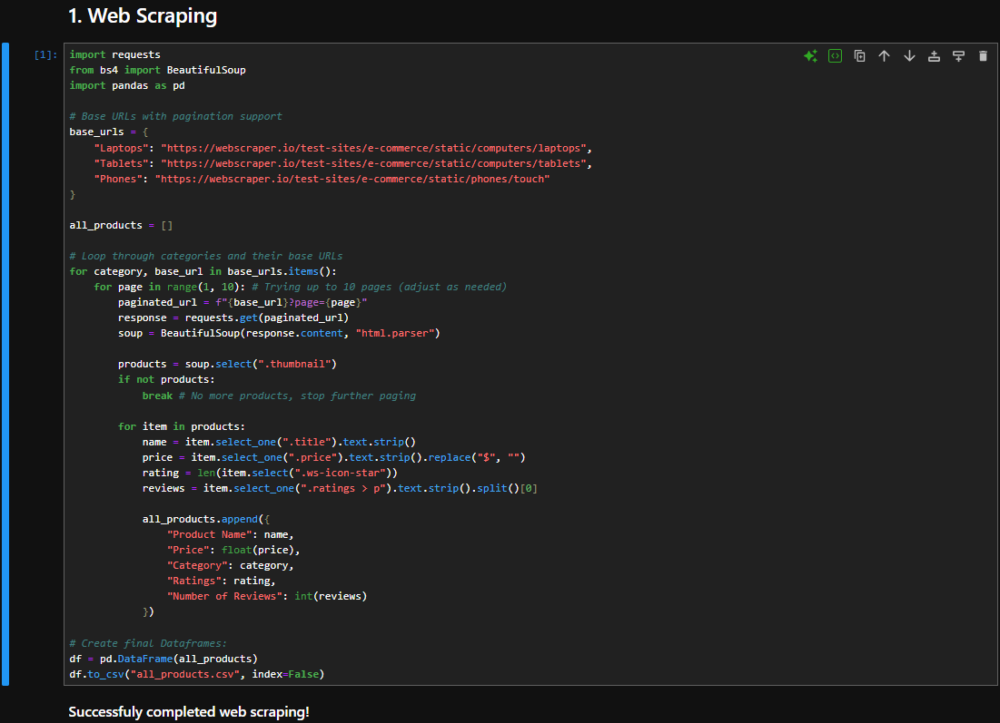 1. Web Scraping
[1]:
import requests
from bs4 import BeautifulSoup
import pandas as pd
# Base URLs with pagination support
base_urls = {
    "Laptops": "https://webscraper.io/test-sites/e-commerce/static/computers/laptops",
    "Tablets": "https://webscraper.io/test-sites/e-commerce/static/computers/tablets",
    "Phones": "https://webscraper.io/test-sites/e-commerce/static/phones/touch"
}
all_products = []
# Loop through categories and their base URLs
for category, base_url in base_urls.items():
    for page in range(1, 10): # Trying up to 10 pages (adjust as needed)
        paginated_url = f"{base_url}?page={page}"
        response = requests.get(paginated_url)
        soup = BeautifulSoup(response.content, "html.parser")
        products = soup.select(".thumbnail")
        if not products:
            break # No more products, stop further paging
        for item in products:
            name = item.select_one(".title").text.strip()
            price = item.select_one(".price").text.strip().replace("$", "")
            rating = len(item.select(".ws-icon-star"))
            reviews = item.select_one(".ratings > p").text.strip().split()[0]
            all_products.append({
                "Product Name": name,
                "Price": float(price),
                "Category": category,
                "Ratings": rating,
                "Number of Reviews": int(reviews)
            })
# Create final Dataframes:
df = pd.DataFrame(all_products)
df.to_csv("all_products.csv", index=False)
Successfuly completed web scraping!